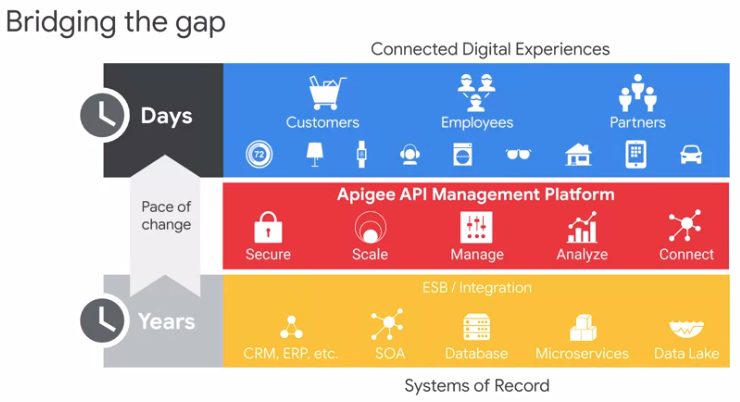 Bridging the gap
Connected Digital Experiences
Days
Customers
Employees
Partners
72
Pace of
change
Apigee API Management Platform
Secure
Scale
Manage
Analyze
Connect
Years
ESB / Integration
CRM, ERP, etc.
SOA
Database
Microservices
Data Lake
Systems of Record